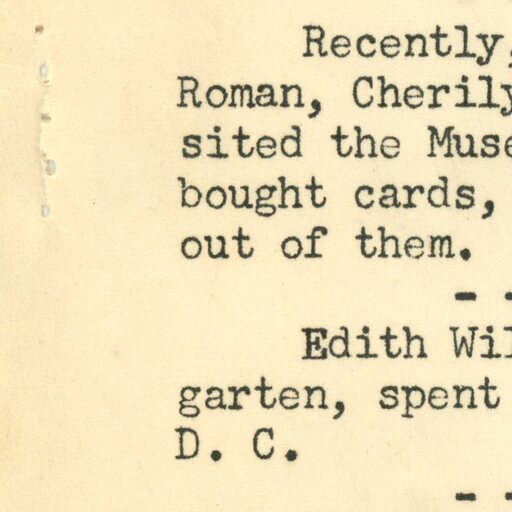 Recently,
Roman, Cherily
sited the Muse
bought cards,
out of them.
- -
Edith Wil
garten, spent
D. C.
- -